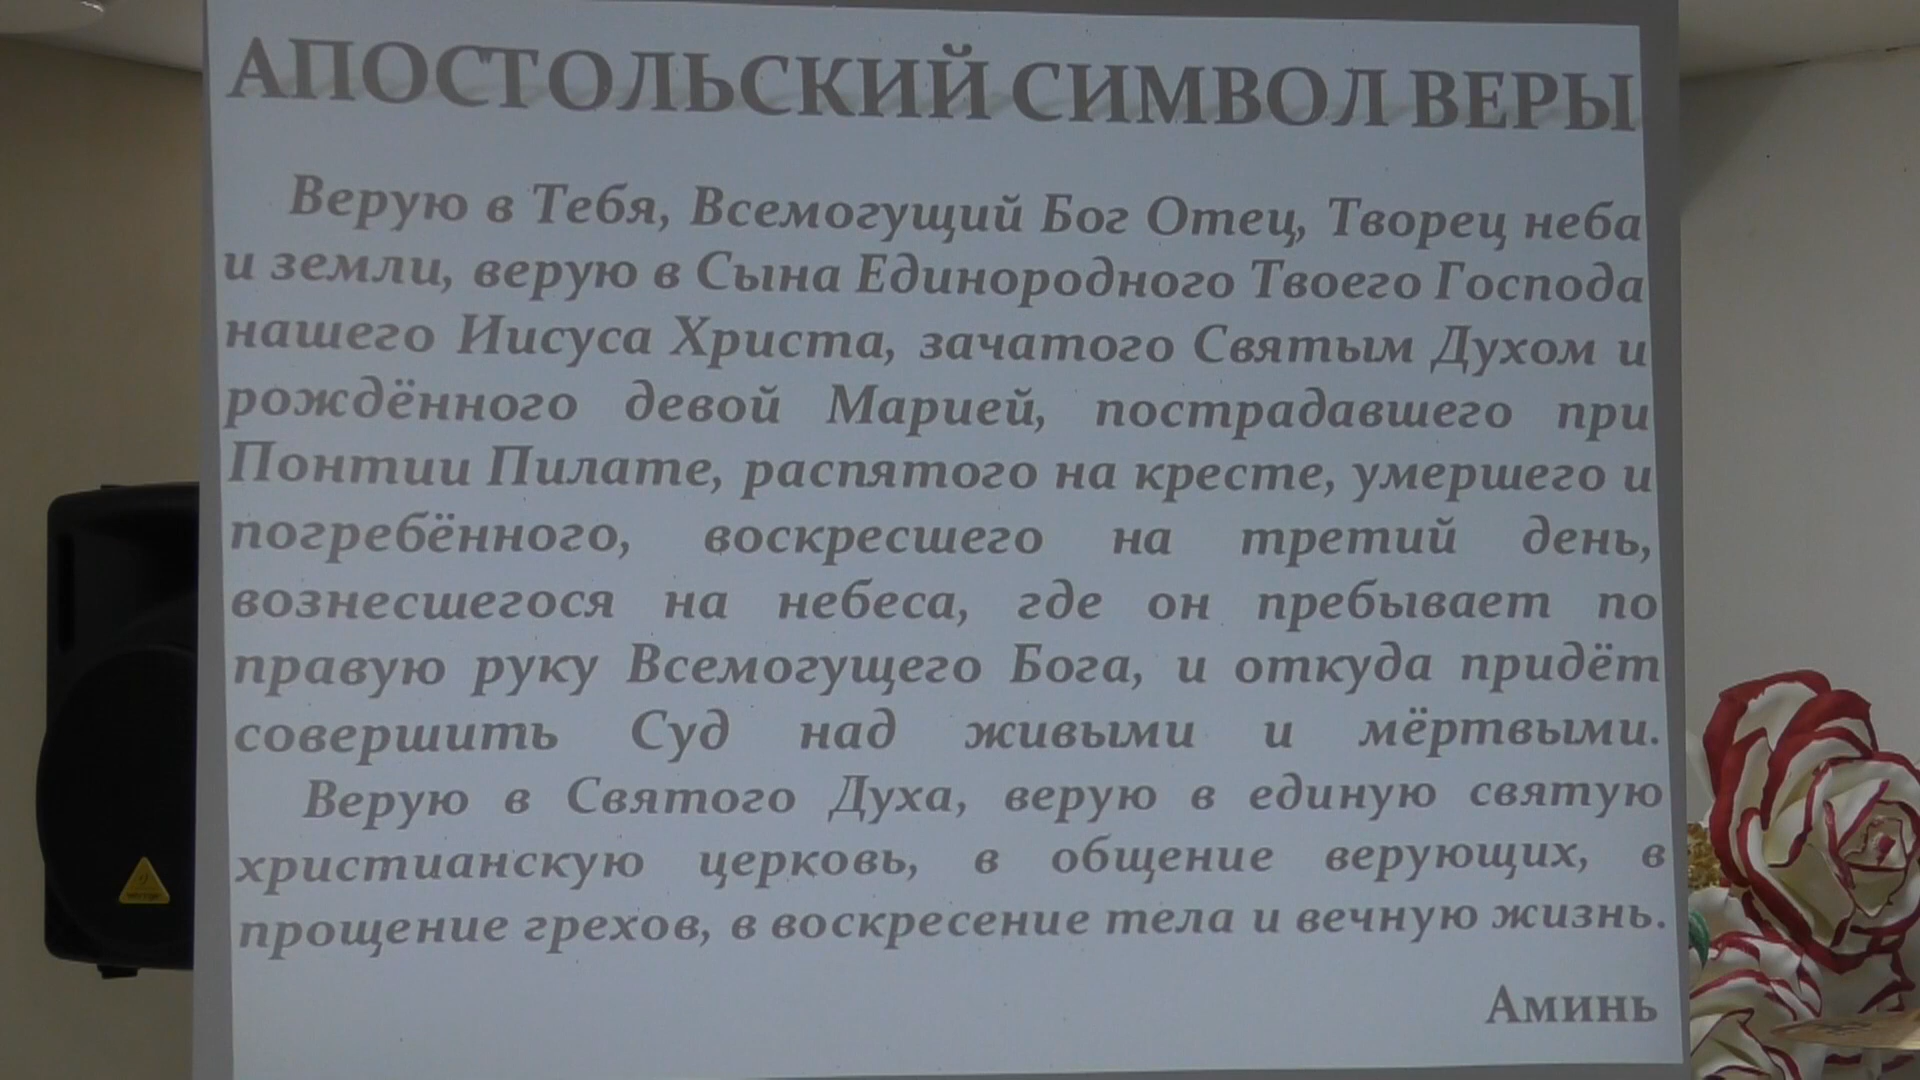 АПОСТОЛЬСКИЙ СИМВОЛ ВЕРЫ
Верую в Тебя, Всемогущий Бог Отец, Творец неба
и земли, верую в Сына Единородного Твоего Господа
нашего Иисуса Христа, зачатого Святым Духом и
рождённого девой Марией, пострадавшего при
Понтии Пилате, распятого на кресте, умершего и
погребённого, воскресшего на третий день,
вознесшегося на небеса, где он пребывает по
правую руку Всемогущего Бога, и откуда придёт
совершить Суд над живыми и мёртвыми.
Верую в Святого Духа, верую в единую святую
христианскую церковь, в общение верующих, в
прощение грехов, в воскресение тела и вечную жизнь.
Аминь